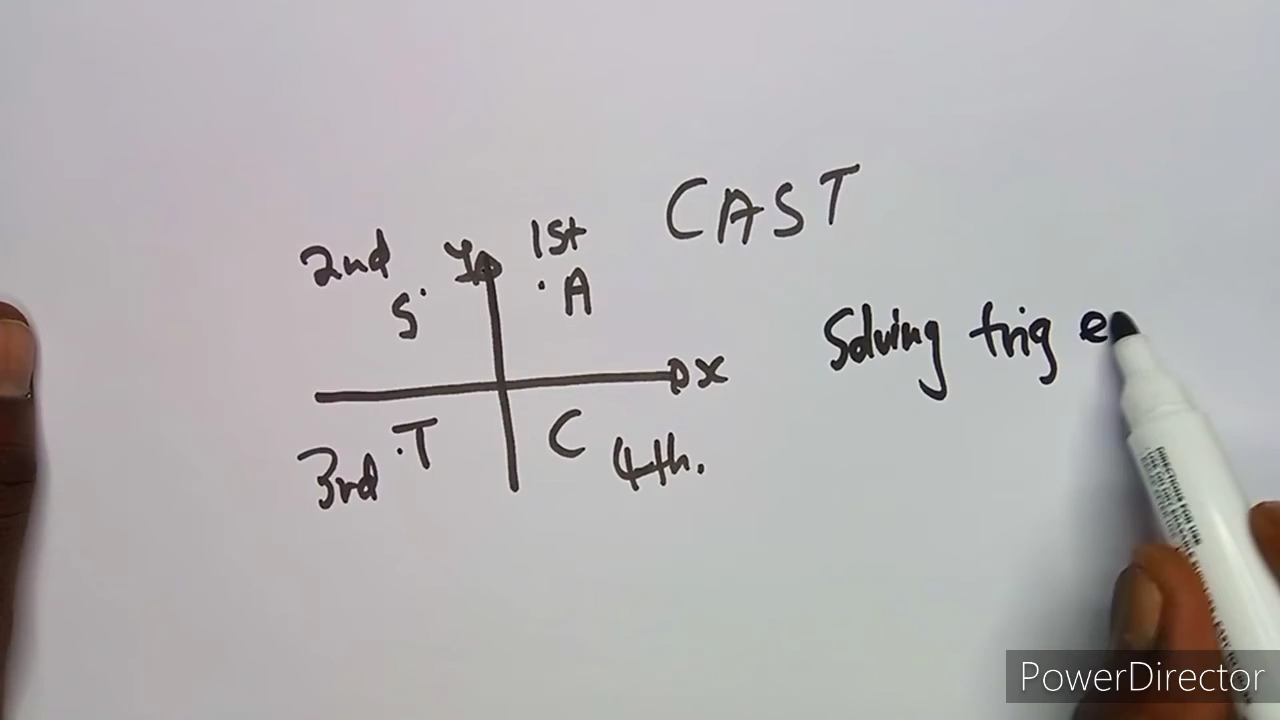 CAST
2nd y 1st
S A
Solving trig e
x
T C
3rd 4th.
PowerDirector